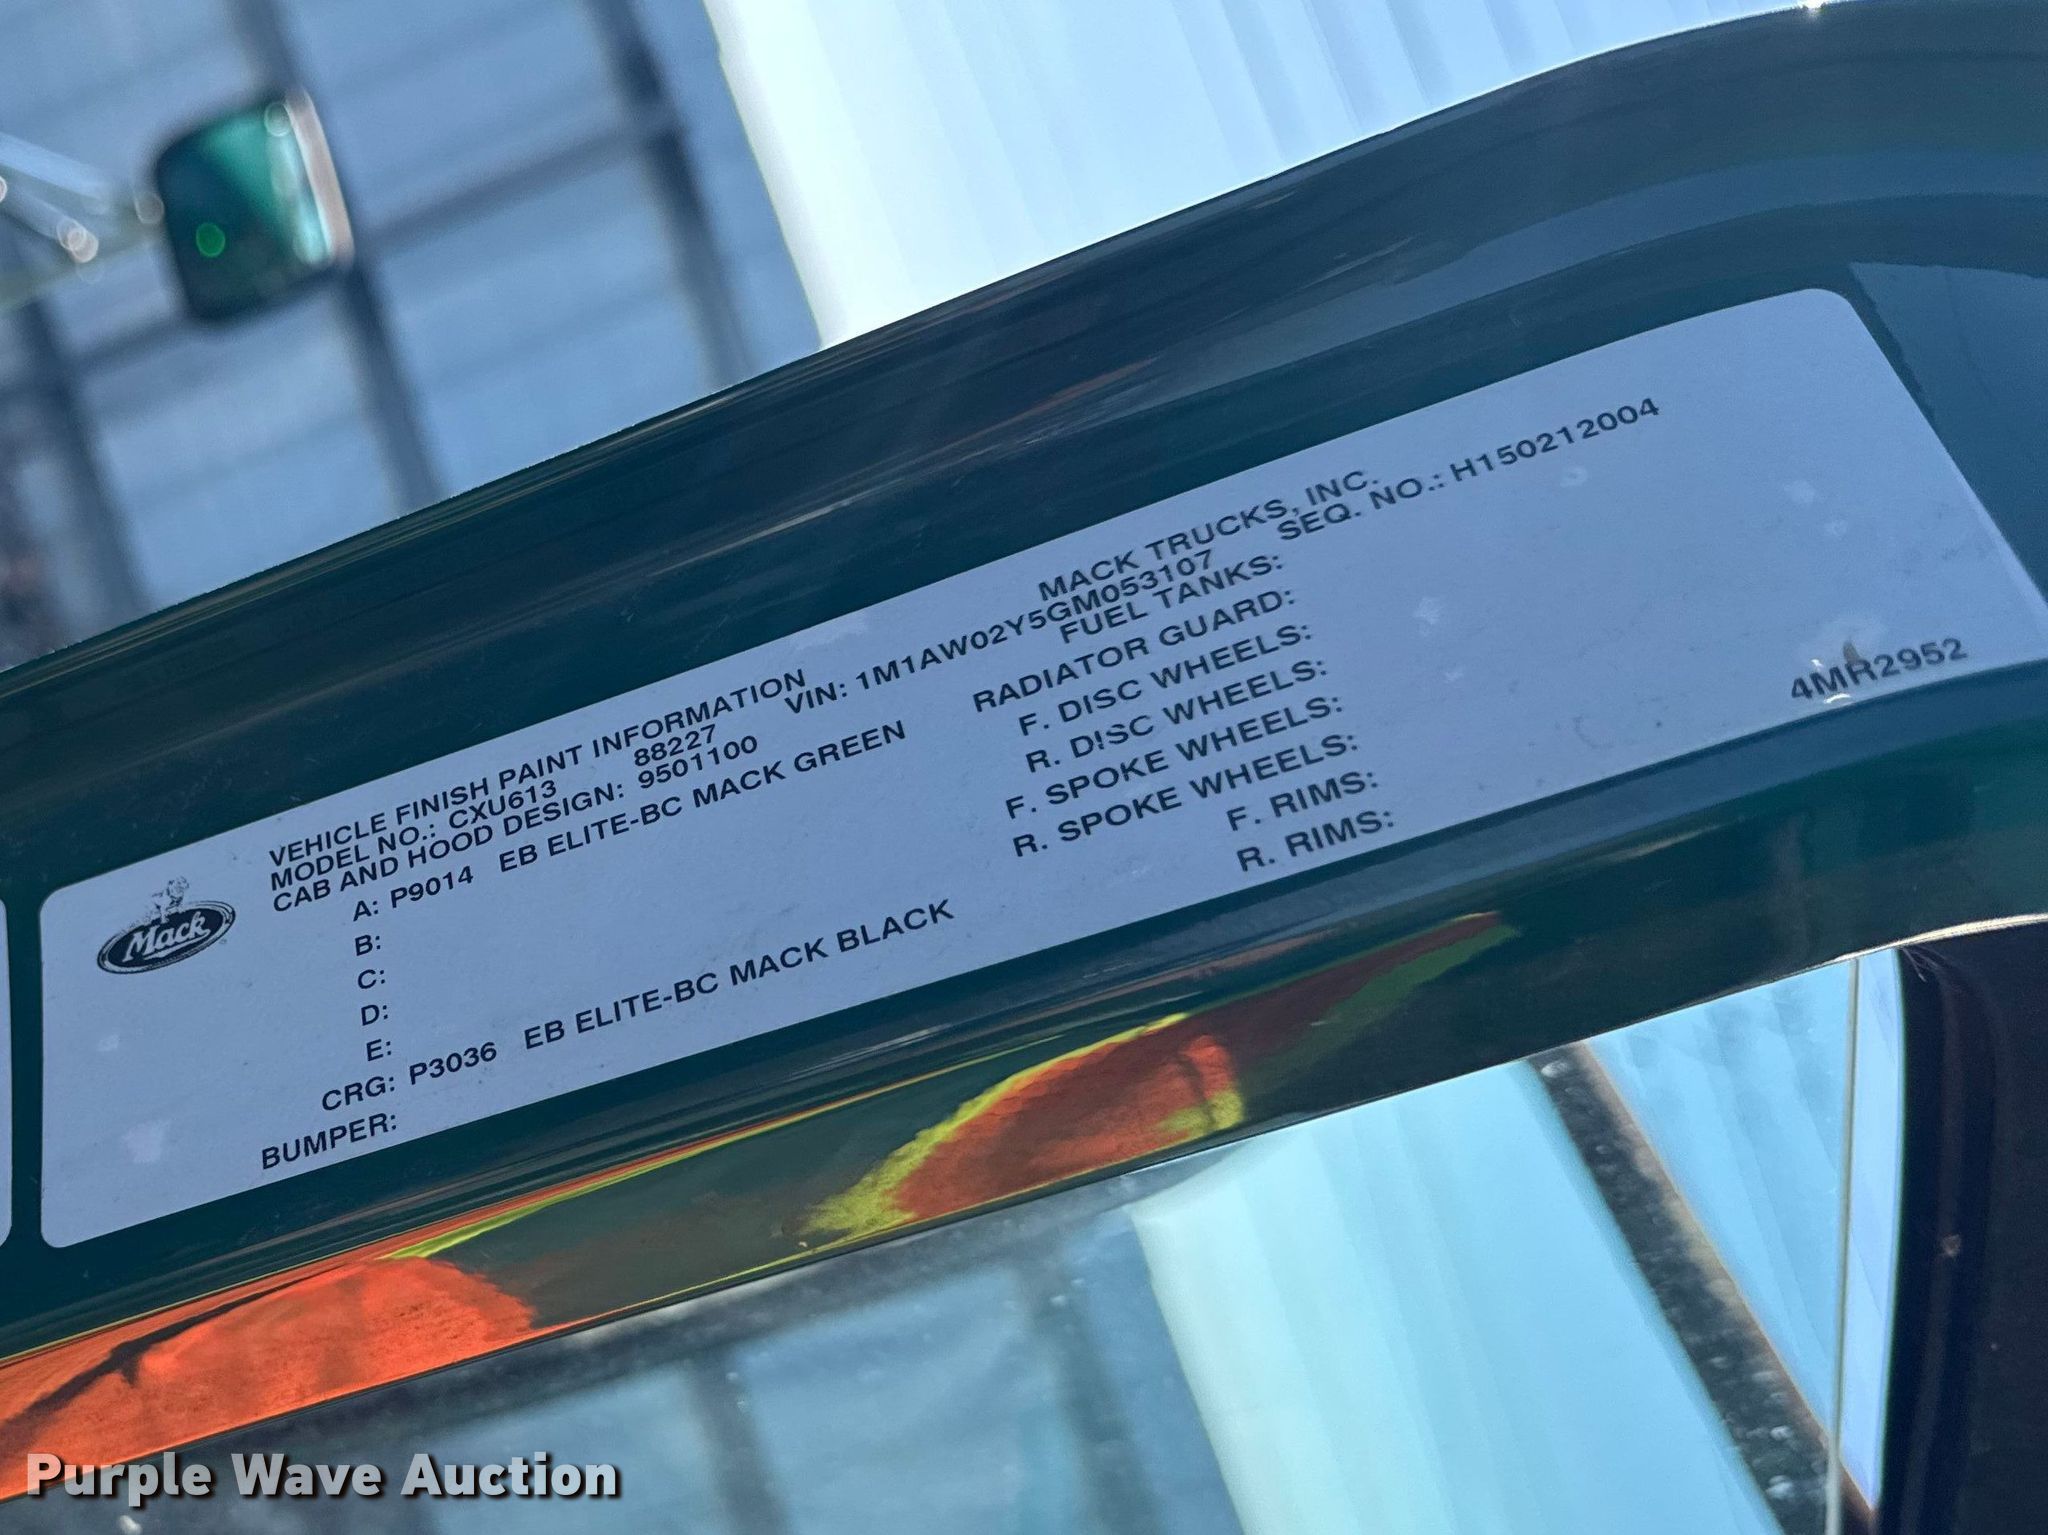 MACK TRUCKS, INC.
VEHICLE FINISH PAINT INFORMATION
MODEL NO.: CXU613 88227 VIN: 1M1AW02Y5GM053107 SEQ. NO.: H150212004
CAB AND HOOD DESIGN: 9501100 FUEL TANKS:
A: P9014 EB ELITE-BC MACK GREEN RADIATOR GUARD:
B: F. DISC WHEELS:
C: R. DISC WHEELS:
D: F. SPOKE WHEELS:
E: R. SPOKE WHEELS:
CRG: P3036 EB ELITE-BC MACK BLACK F. RIMS:
BUMPER: R. RIMS:
4MR2952
Mack
Purple Wave Auction